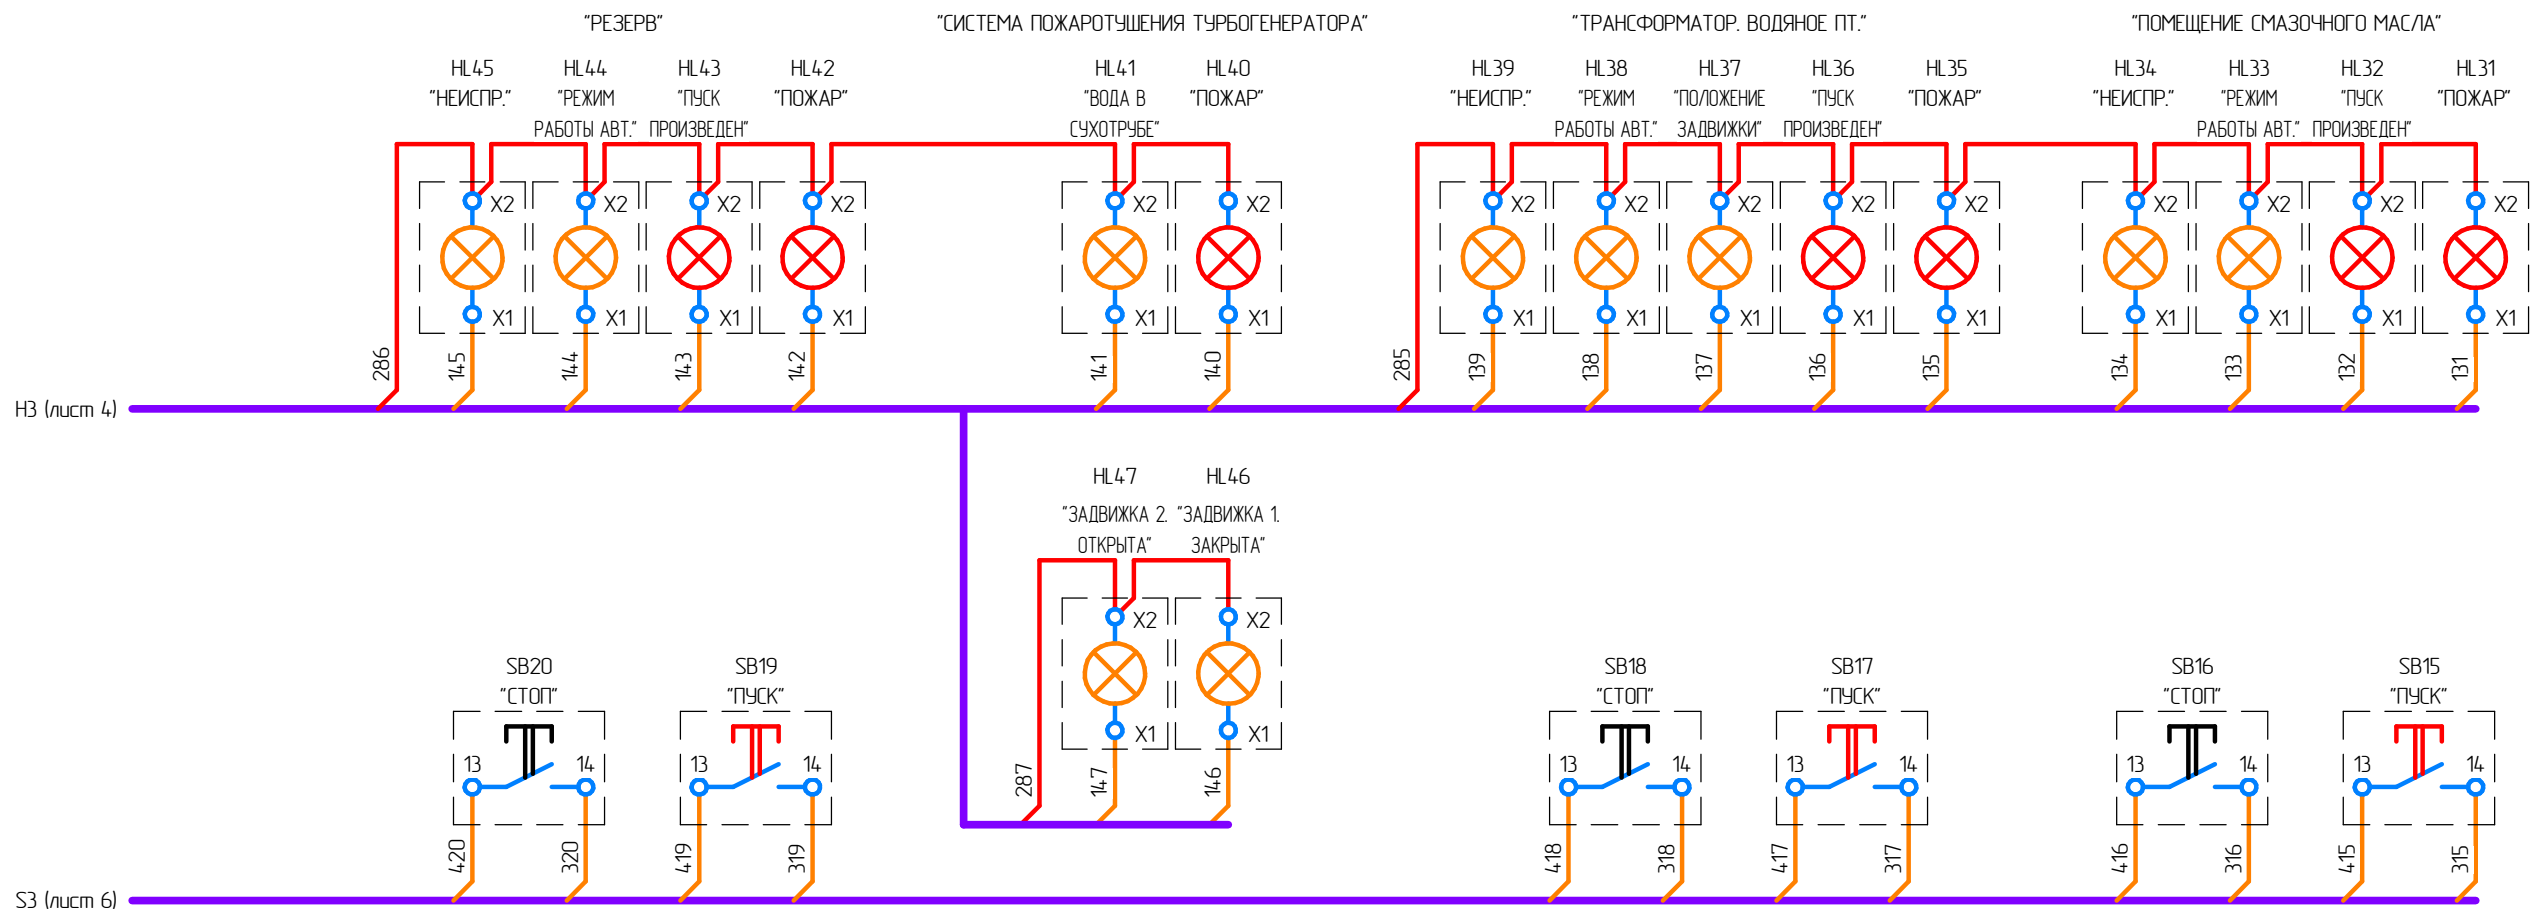 "РЕЗЕРВ" "СИСТЕМА ПОЖАРОТУШЕНИЯ ТУРБОГЕНЕРАТОРА" "ТРАНСФОРМАТОР. ВОДЯНОЕ ПТ." "ПОМЕЩЕНИЕ СМАЗОЧНОГО МАСЛА"
HL45 HL44 HL43 HL42 HL41 HL40 HL39 HL38 HL37 HL36 HL35 HL34 HL33 HL32 HL31
"НЕИСПР." "РЕЖИМ "ПУСК "ПОЖАР" "ВОДА В "ПОЖАР" "НЕИСПР." "РЕЖИМ "ПОЛОЖЕНИЕ "ПУСК "ПОЖАР" "НЕИСПР." "РЕЖИМ "ПУСК "ПОЖАР"
РАБОТЫ АВТ." ПРОИЗВЕДЕН" СУХОТРУБЕ" РАБОТЫ АВТ." ЗАДВИЖКИ" ПРОИЗВЕДЕН" РАБОТЫ АВТ." ПРОИЗВЕДЕН"
X2 X2 X2 X2 X2 X2 X2 X2 X2 X2 X2 X2 X2 X2 X2
X1 X1 X1 X1 X1 X1 X1 X1 X1 X1 X1 X1 X1 X1 X1
286 145 144 143 142 141 140 285 139 138 137 136 135 134 133 132 131
Н3 (лист 4)
HL47 HL46
"ЗАДВИЖКА 2. "ЗАДВИЖКА 1.
ОТКРЫТА" ЗАКРЫТА"
X2 X2
SB20 SB19 SB18 SB17 SB16 SB15
"СТОП" "ПУСК" "СТОП" "ПУСК" "СТОП" "ПУСК"
X1 X1
13 14 13 14 13 14 13 14 13 14 13 14
287 147 146
420 320 419 319 418 318 417 317 416 316 415 315
S3 (лист 6)